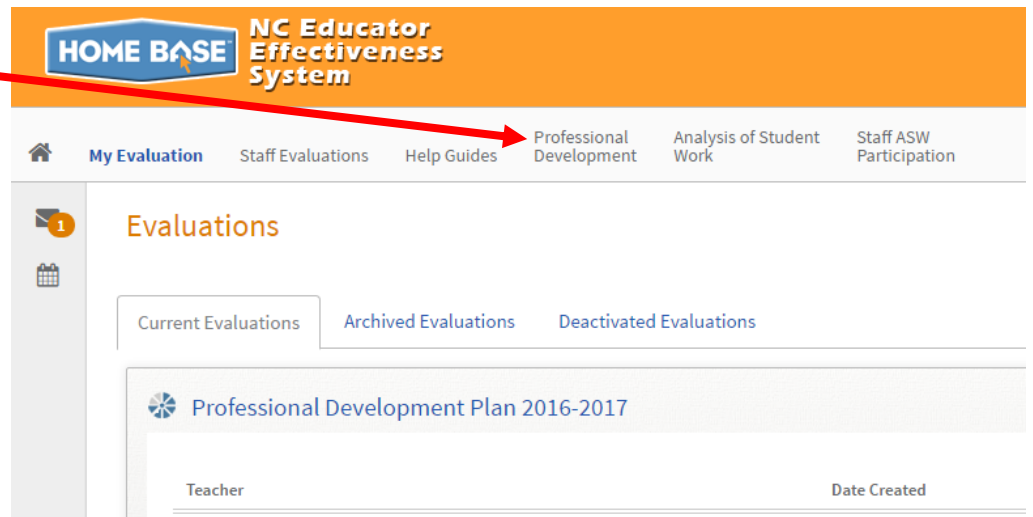 HOME BASE
NC Educator
Effectiveness
System
My Evaluation
Staff Evaluations
Help Guides
Professional
Development
Analysis of Student
Work
Staff ASW
Participation
1
Evaluations
Current Evaluations
Archived Evaluations
Deactivated Evaluations
Professional Development Plan 2016-2017
Teacher
Date Created